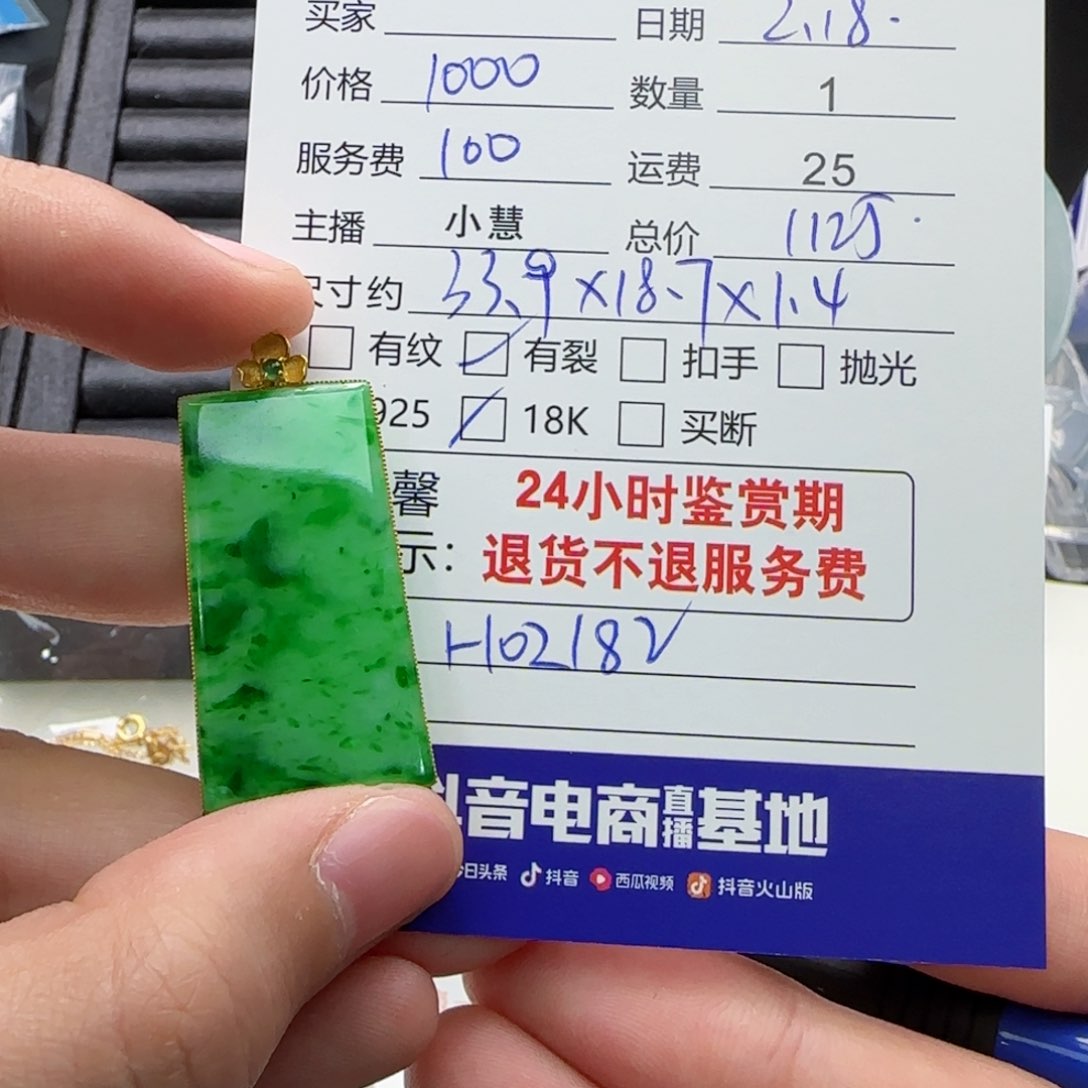 买家 日期 2.18.
价格 1000 数量 1
服务费 100 运费 25
主播 小慧 总价 1125.
尺寸约 33.9×18.7×1.4
有纹 有裂 扣手 抛光
925 18K 买断
馨 24小时鉴赏期
示： 退货不退服务费
H02182
抖音电商直播基地
今日头条 抖音 西瓜视频 抖音火山版